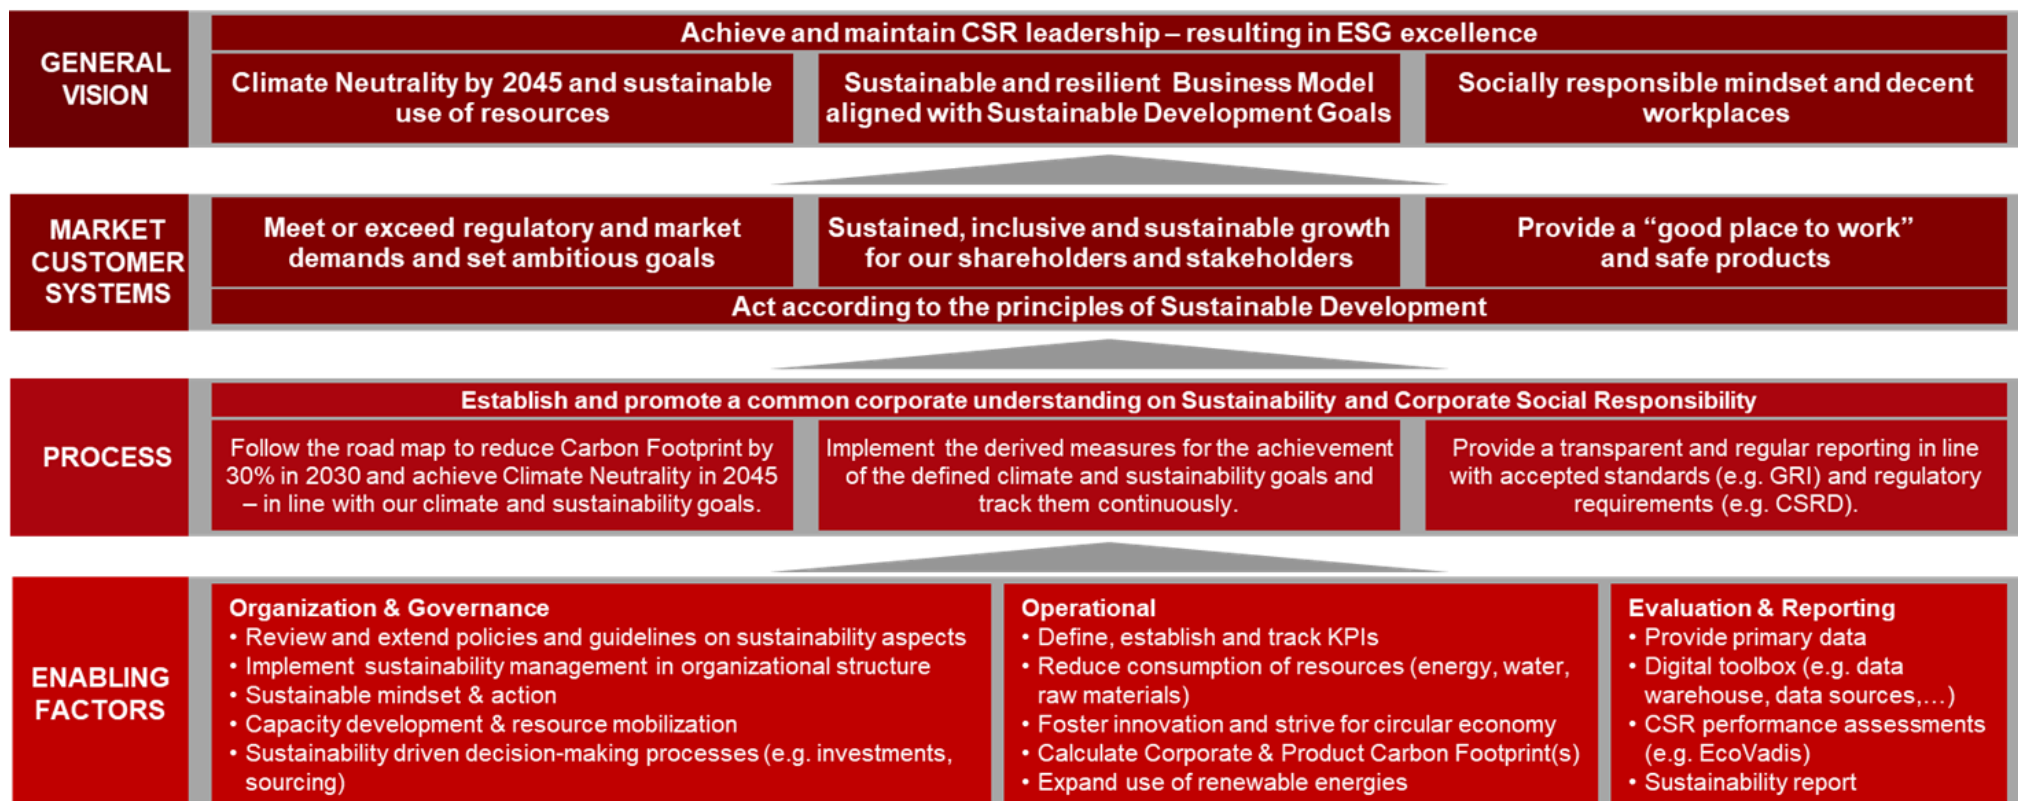 GENERAL
VISION
Achieve and maintain CSR leadership – resulting in ESG excellence
Climate Neutrality by 2045 and sustainable
use of resources
Sustainable and resilient Business Model
aligned with Sustainable Development Goals
Socially responsible mindset and decent
workplaces
MARKET
CUSTOMER
SYSTEMS
Meet or exceed regulatory and market
demands and set ambitious goals
Sustained, inclusive and sustainable growth
for our shareholders and stakeholders
Provide a “good place to work”
and safe products
Act according to the principles of Sustainable Development
PROCESS
Establish and promote a common corporate understanding on Sustainability and Corporate Social Responsibility
Follow the road map to reduce Carbon Footprint by
30% in 2030 and achieve Climate Neutrality in 2045
– in line with our climate and sustainability goals.
Implement the derived measures for the achievement
of the defined climate and sustainability goals and
track them continuously.
Provide a transparent and regular reporting in line
with accepted standards (e.g. GRI) and regulatory
requirements (e.g. CSRD).
ENABLING
FACTORS
Organization & Governance
• Review and extend policies and guidelines on sustainability aspects
• Implement sustainability management in organizational structure
• Sustainable mindset & action
• Capacity development & resource mobilization
• Sustainability driven decision-making processes (e.g. investments,
sourcing)
Operational
• Define, establish and track KPIs
• Reduce consumption of resources (energy, water,
raw materials)
• Foster innovation and strive for circular economy
• Calculate Corporate & Product Carbon Footprint(s)
• Expand use of renewable energies
Evaluation & Reporting
• Provide primary data
• Digital toolbox (e.g. data
warehouse, data sources,…)
• CSR performance assessments
(e.g. EcoVadis)
• Sustainability report